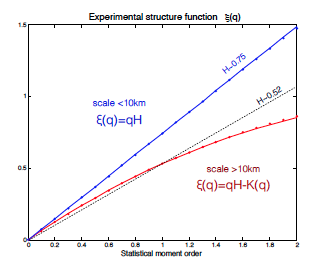 Experimental structure function ξ(q)
1.5
1
0.5
0
H=0.75
H=0.52
scale <10km
ξ(q)=qH
scale >10km
ξ(q)=qH-K(q)
0 0.2 0.4 0.6 0.8 1 1.2 1.4 1.6 1.8 2
Statistical moment order